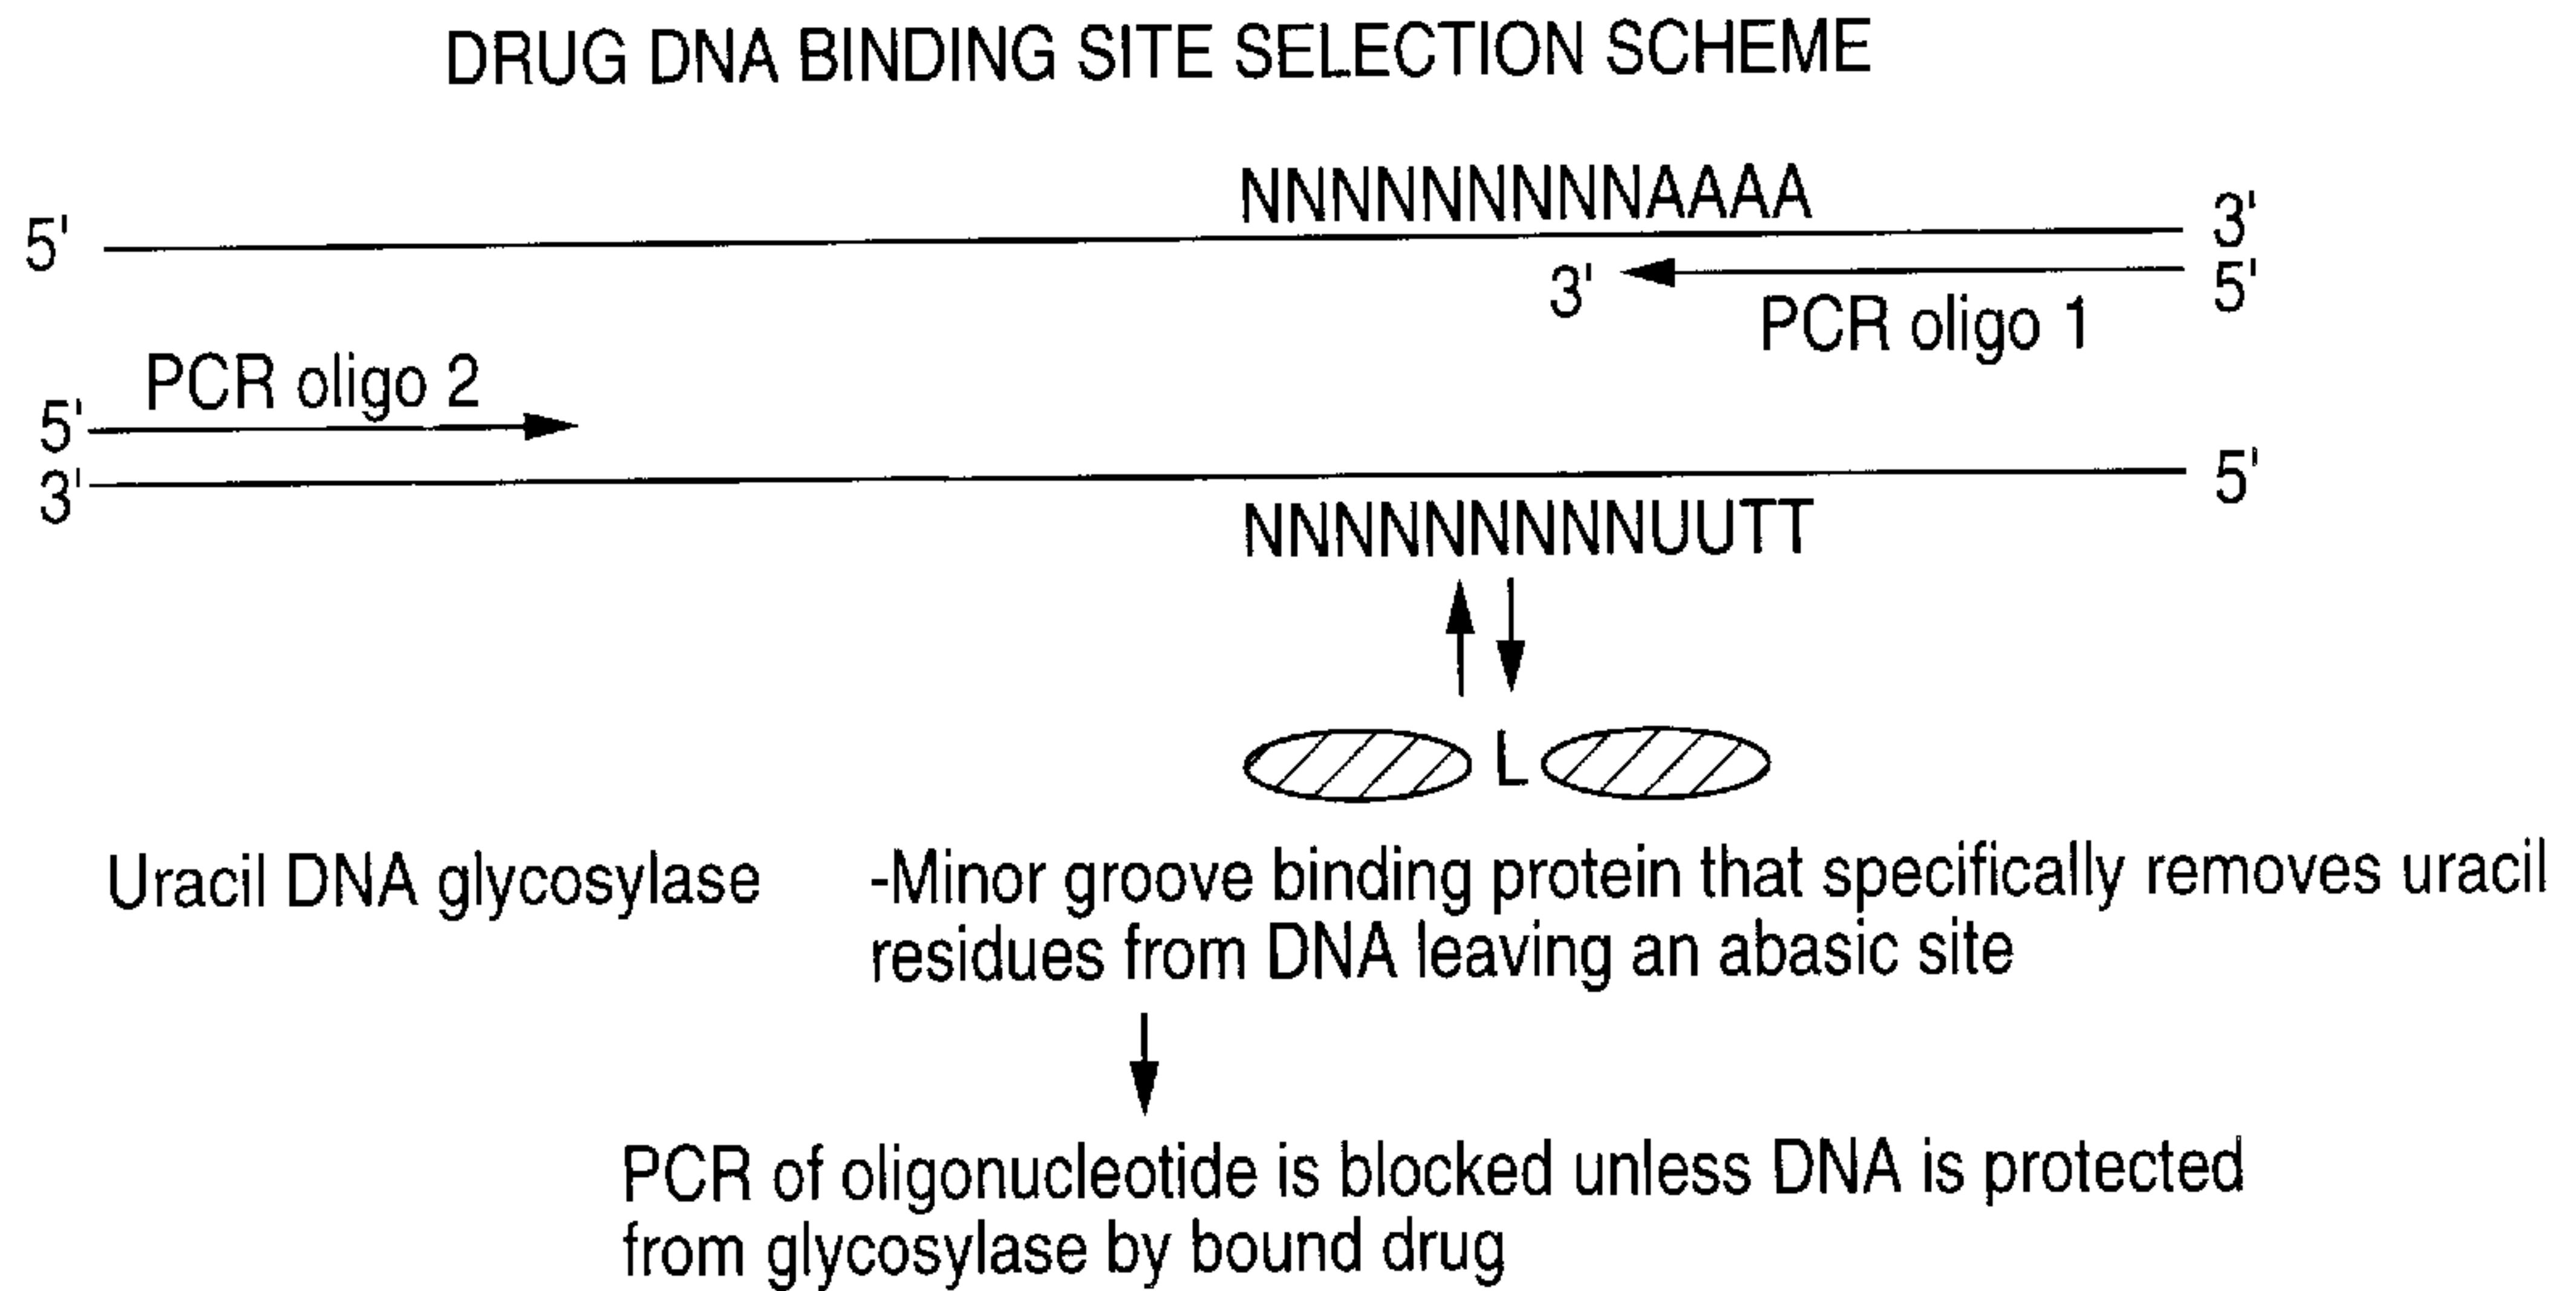 DRUG DNA BINDING SITE SELECTION SCHEME
NNNNNNNNNAAAA
5' 3'
3' 5'
PCR oligo 1
PCR oligo 2
5'
3' 5'
NNNNNNNNNUUTT
L
Uracil DNA glycosylase -Minor groove binding protein that specifically removes uracil
residues from DNA leaving an abasic site
PCR of oligonucleotide is blocked unless DNA is protected
from glycosylase by bound drug